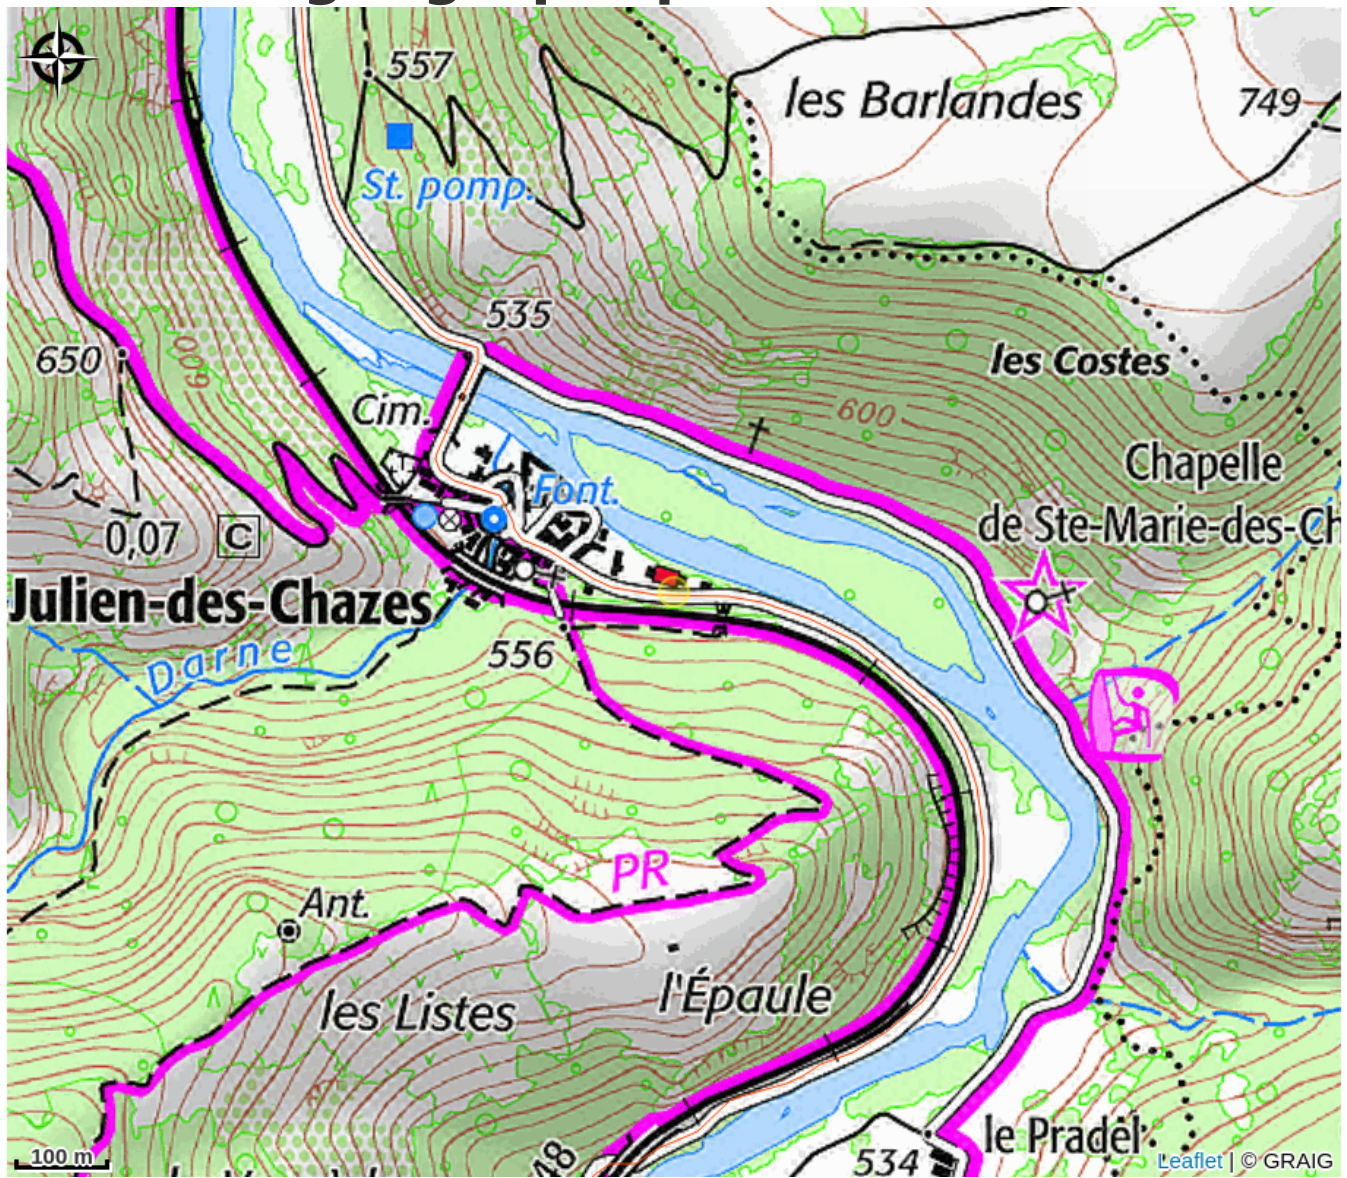 557
les Barlandes
749
St. pomp.
535
650
600
les Costes
Cim.
600
Chapelle
de Ste-Marie-des-Ch
Font.
0,07
C
Julien-des-Chazes
556
Darne
PR
Ant.
l'Épaule
les Listes
le Pradel
48
534
100 m
Leaflet | © GRAIG